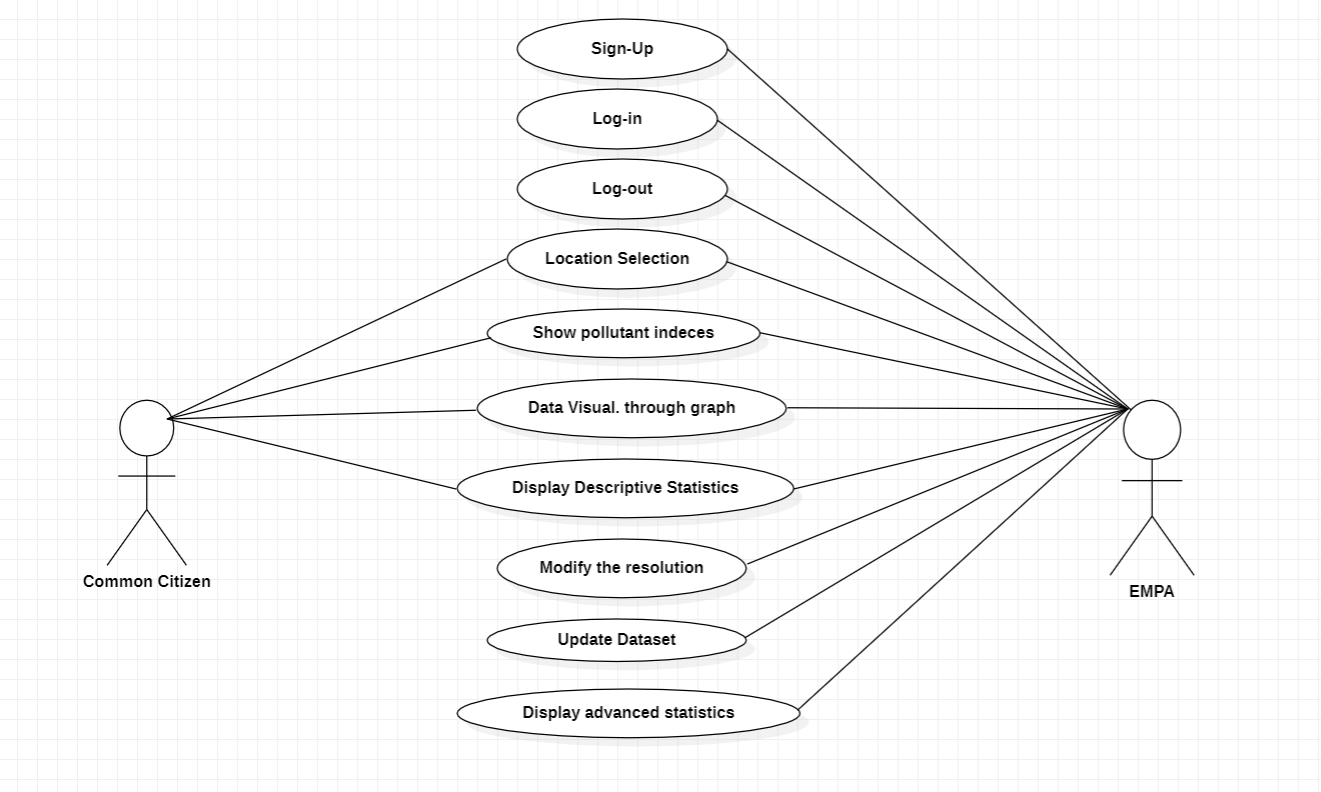 Sign-Up
Log-in
Log-out
Location Selection
Show pollutant indeces
Data Visual. through graph
Display Descriptive Statistics
Modify the resolution
Common Citizen
EMPA
Update Dataset
Display advanced statistics